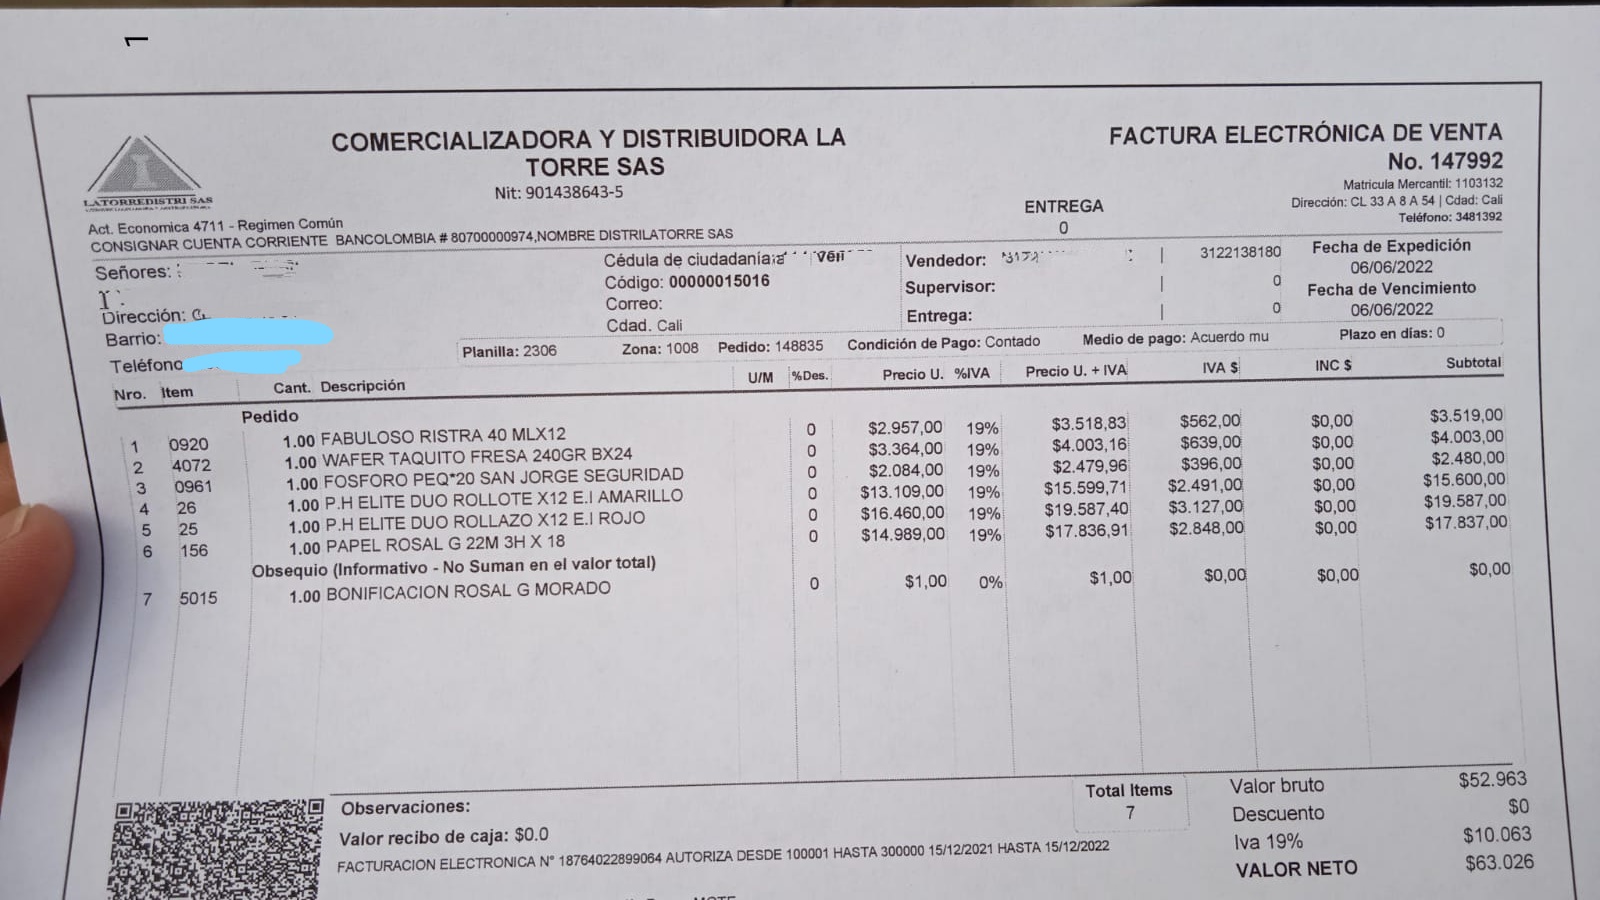 1
COMERCIALIZADORA Y DISTRIBUIDORA LA
TORRE SAS
Nit: 901438643-5
FACTURA ELECTRÓNICA DE VENTA
No. 147992
Matricula Mercantil: 1103132
Dirección: CL 33 A 8 A 54 | Cdad: Cali
Teléfono: 3481392
LATORREDISTRI SAS
ENTREGA
0
Act. Economica 4711 - Regimen Común
CONSIGNAR CUENTA CORRIENTE BANCOLOMBIA # 80700000974,NOMBRE DISTRILATORRE SAS
Señores:
Dirección:
Barrio:
Teléfono
Cédula de ciudadanía
Código: 00000015016
Correo:
Cdad. Cali
Vendedor: | 3122138180
Supervisor: | 0
Entrega: | 0
Fecha de Expedición
06/06/2022
Fecha de Vencimiento
06/06/2022
Planilla: 2306 Zona: 1008 Pedido: 148835 Condición de Pago: Contado Medio de pago: Acuerdo mu Plazo en días: 0
Nro. Item Cant. Descripción U/M %Des. Precio U. %IVA Precio U. + IVA IVA $ INC $ Subtotal
Pedido
1 0920 1.00 FABULOSO RISTRA 40 MLX12 0 $2.957,00 19% $3.518,83 $562,00 $0,00 $3.519,00
2 4072 1.00 WAFER TAQUITO FRESA 240GR BX24 0 $3.364,00 19% $4.003,16 $639,00 $0,00 $4.003,00
3 0961 1.00 FOSFORO PEQ*20 SAN JORGE SEGURIDAD 0 $2.084,00 19% $2.479,96 $396,00 $0,00 $2.480,00
4 26 1.00 P.H ELITE DUO ROLLOTE X12 E.I AMARILLO 0 $13.109,00 19% $15.599,71 $2.491,00 $0,00 $15.600,00
5 25 1.00 P.H ELITE DUO ROLLAZO X12 E.I ROJO 0 $16.460,00 19% $19.587,40 $3.127,00 $0,00 $19.587,00
6 156 1.00 PAPEL ROSAL G 22M 3H X 18 0 $14.989,00 19% $17.836,91 $2.848,00 $0,00 $17.837,00
Obsequio (Informativo - No Suman en el valor total)
7 5015 1.00 BONIFICACION ROSAL G MORADO 0 $1,00 0% $1,00 $0,00 $0,00 $0,00
Observaciones:
Valor recibo de caja: $0.0
FACTURACION ELECTRONICA N° 18764022899064 AUTORIZA DESDE 100001 HASTA 300000 15/12/2021 HASTA 15/12/2022
Total Items
7
Valor bruto $52.963
Descuento $0
Iva 19% $10.063
VALOR NETO $63.026